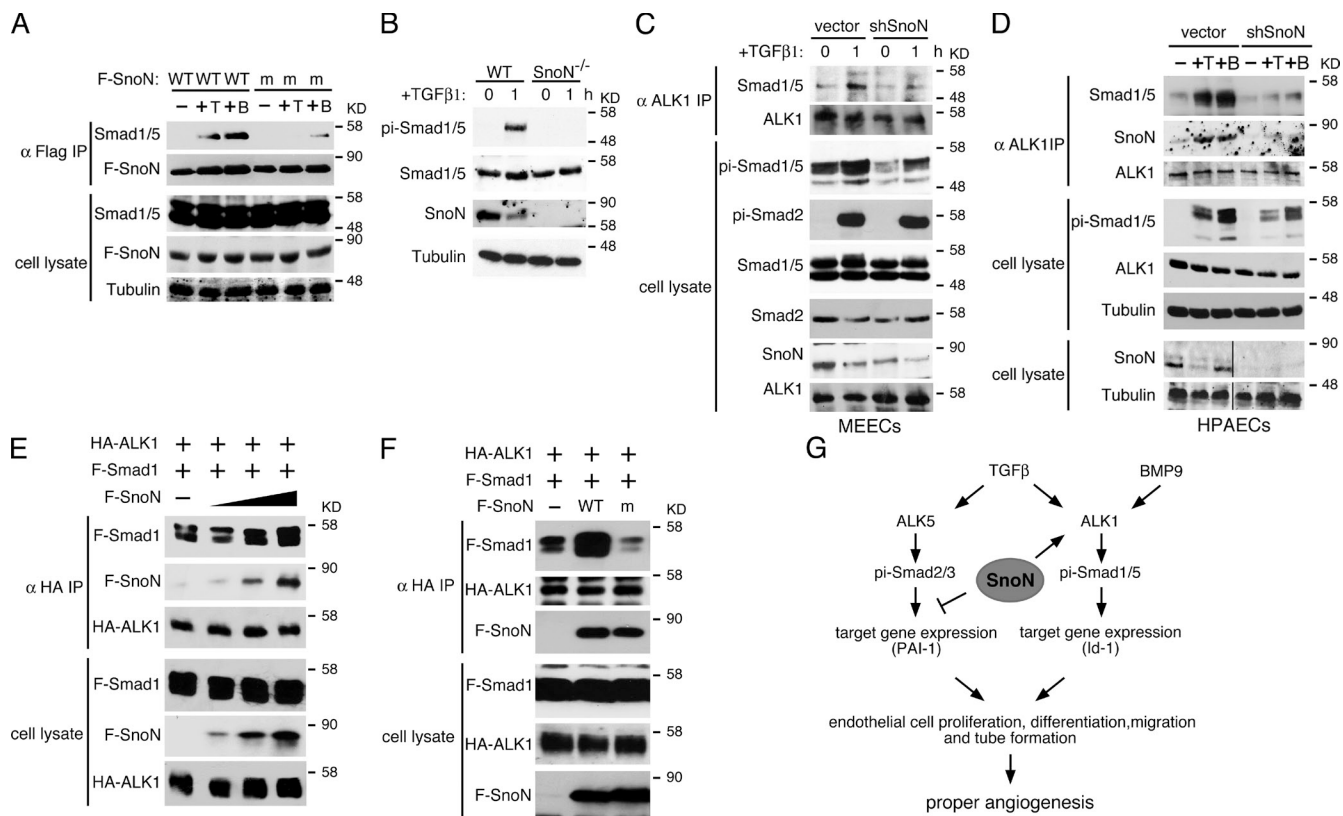 A
F-SnoN: WT WT WT m m m
– +T +B – +T +B KD
α Flag IP
Smad1/5
58
F-SnoN
90
cell lysate
Smad1/5
58
48
F-SnoN
90
Tubulin
48
B
WT SnoN-/-
+TGFβ1: 0 1 0 1 h KD
pi-Smad1/5
58
48
Smad1/5
58
48
SnoN
90
58
Tubulin
48
C
vector shSnoN
+TGFβ1: 0 1 0 1 h KD
α ALK1 IP
Smad1/5
58
ALK1
58
cell lysate
pi-Smad1/5
58
48
pi-Smad2
58
Smad1/5
58
48
Smad2
58
SnoN
90
ALK1
58
MEECs
D
vector shSnoN
– +T +B – +T +B KD
α ALK1IP
Smad1/5
58
SnoN
90
ALK1
58
cell lysate
pi-Smad1/5
58
48
ALK1
58
Tubulin
48
cell lysate
SnoN
90
Tubulin
48
HPAECs
E
HA-ALK1 + + + +
F-Smad1 + + + +
F-SnoN –
KD
α HA IP
F-Smad1
58
F-SnoN
90
HA-ALK1
58
cell lysate
F-Smad1
58
F-SnoN
90
HA-ALK1
58
F
HA-ALK1 + + +
F-Smad1 + + +
F-SnoN – WT m KD
α HA IP
F-Smad1
58
HA-ALK1
58
F-SnoN
90
cell lysate
F-Smad1
58
HA-ALK1
58
F-SnoN
90
G
TGFβ BMP9
ALK5 ALK1
pi-Smad2/3 SnoN pi-Smad1/5
target gene expression target gene expression
(PAI-1) (Id-1)
endothelial cell proliferation, differentiation,migration
and tube formation
proper angiogenesis